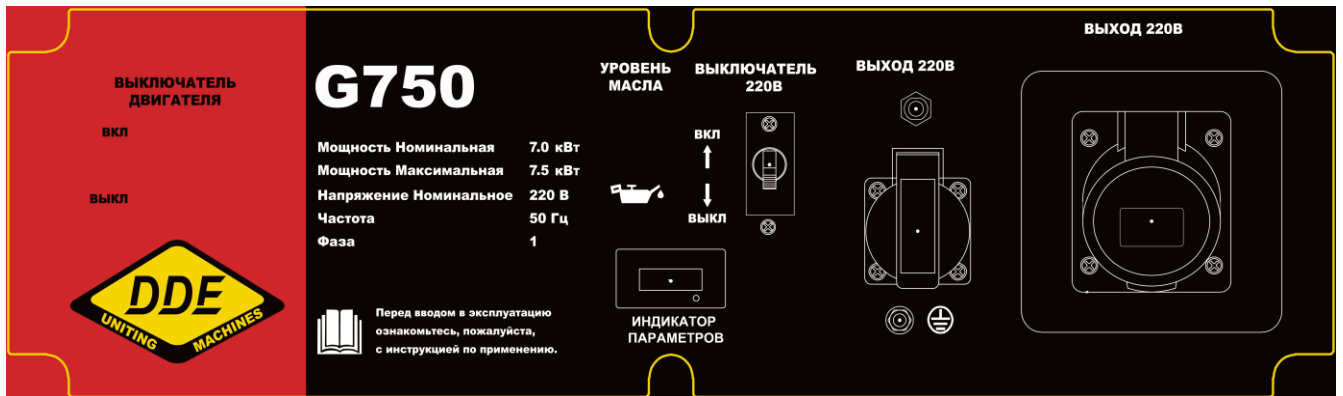 ВЫКЛЮЧАТЕЛЬ
ДВИГАТЕЛЯ
ВКЛ
ВЫКЛ
DDE
UNITING MACHINES
G750
Мощность Номинальная 7.0 кВт
Мощность Максимальная 7.5 кВт
Напряжение Номинальное 220 В
Частота 50 Гц
Фаза 1
Перед вводом в эксплуатацию
ознакомьтесь, пожалуйста,
с инструкцией по применению.
УРОВЕНЬ
МАСЛА
ВЫКЛЮЧАТЕЛЬ
220В
ВКЛ
ВЫКЛ
ИНДИКАТОР
ПАРАМЕТРОВ
ВЫХОД 220В
ВЫХОД 220В